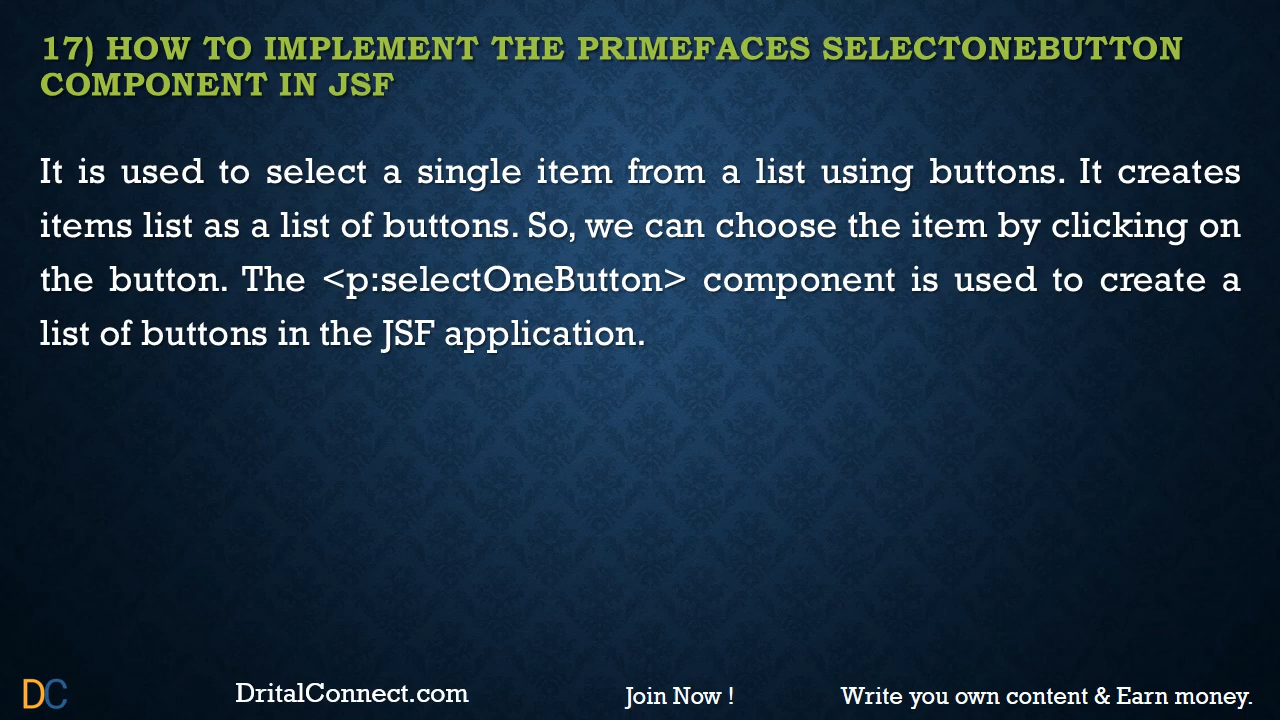 17) HOW TO IMPLEMENT THE PRIMEFACES SELECTONEBUTTON
COMPONENT IN JSF
It is used to select a single item from a list using buttons. It creates
items list as a list of buttons. So, we can choose the item by clicking on
the button. The <p:selectOneButton> component is used to create a
list of buttons in the JSF application.
DC
DritalConnect.com
Join Now !
Write you own content & Earn money.